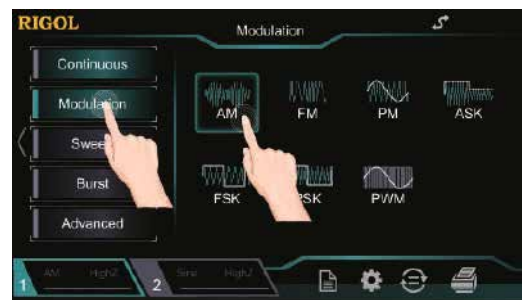 RIGOL
Modulation
Continuous
Modulation
AM
FM
PM
ASK
Burst
FSK
PWM
Advanced
1 AM HighZ
2 Sine HighZ